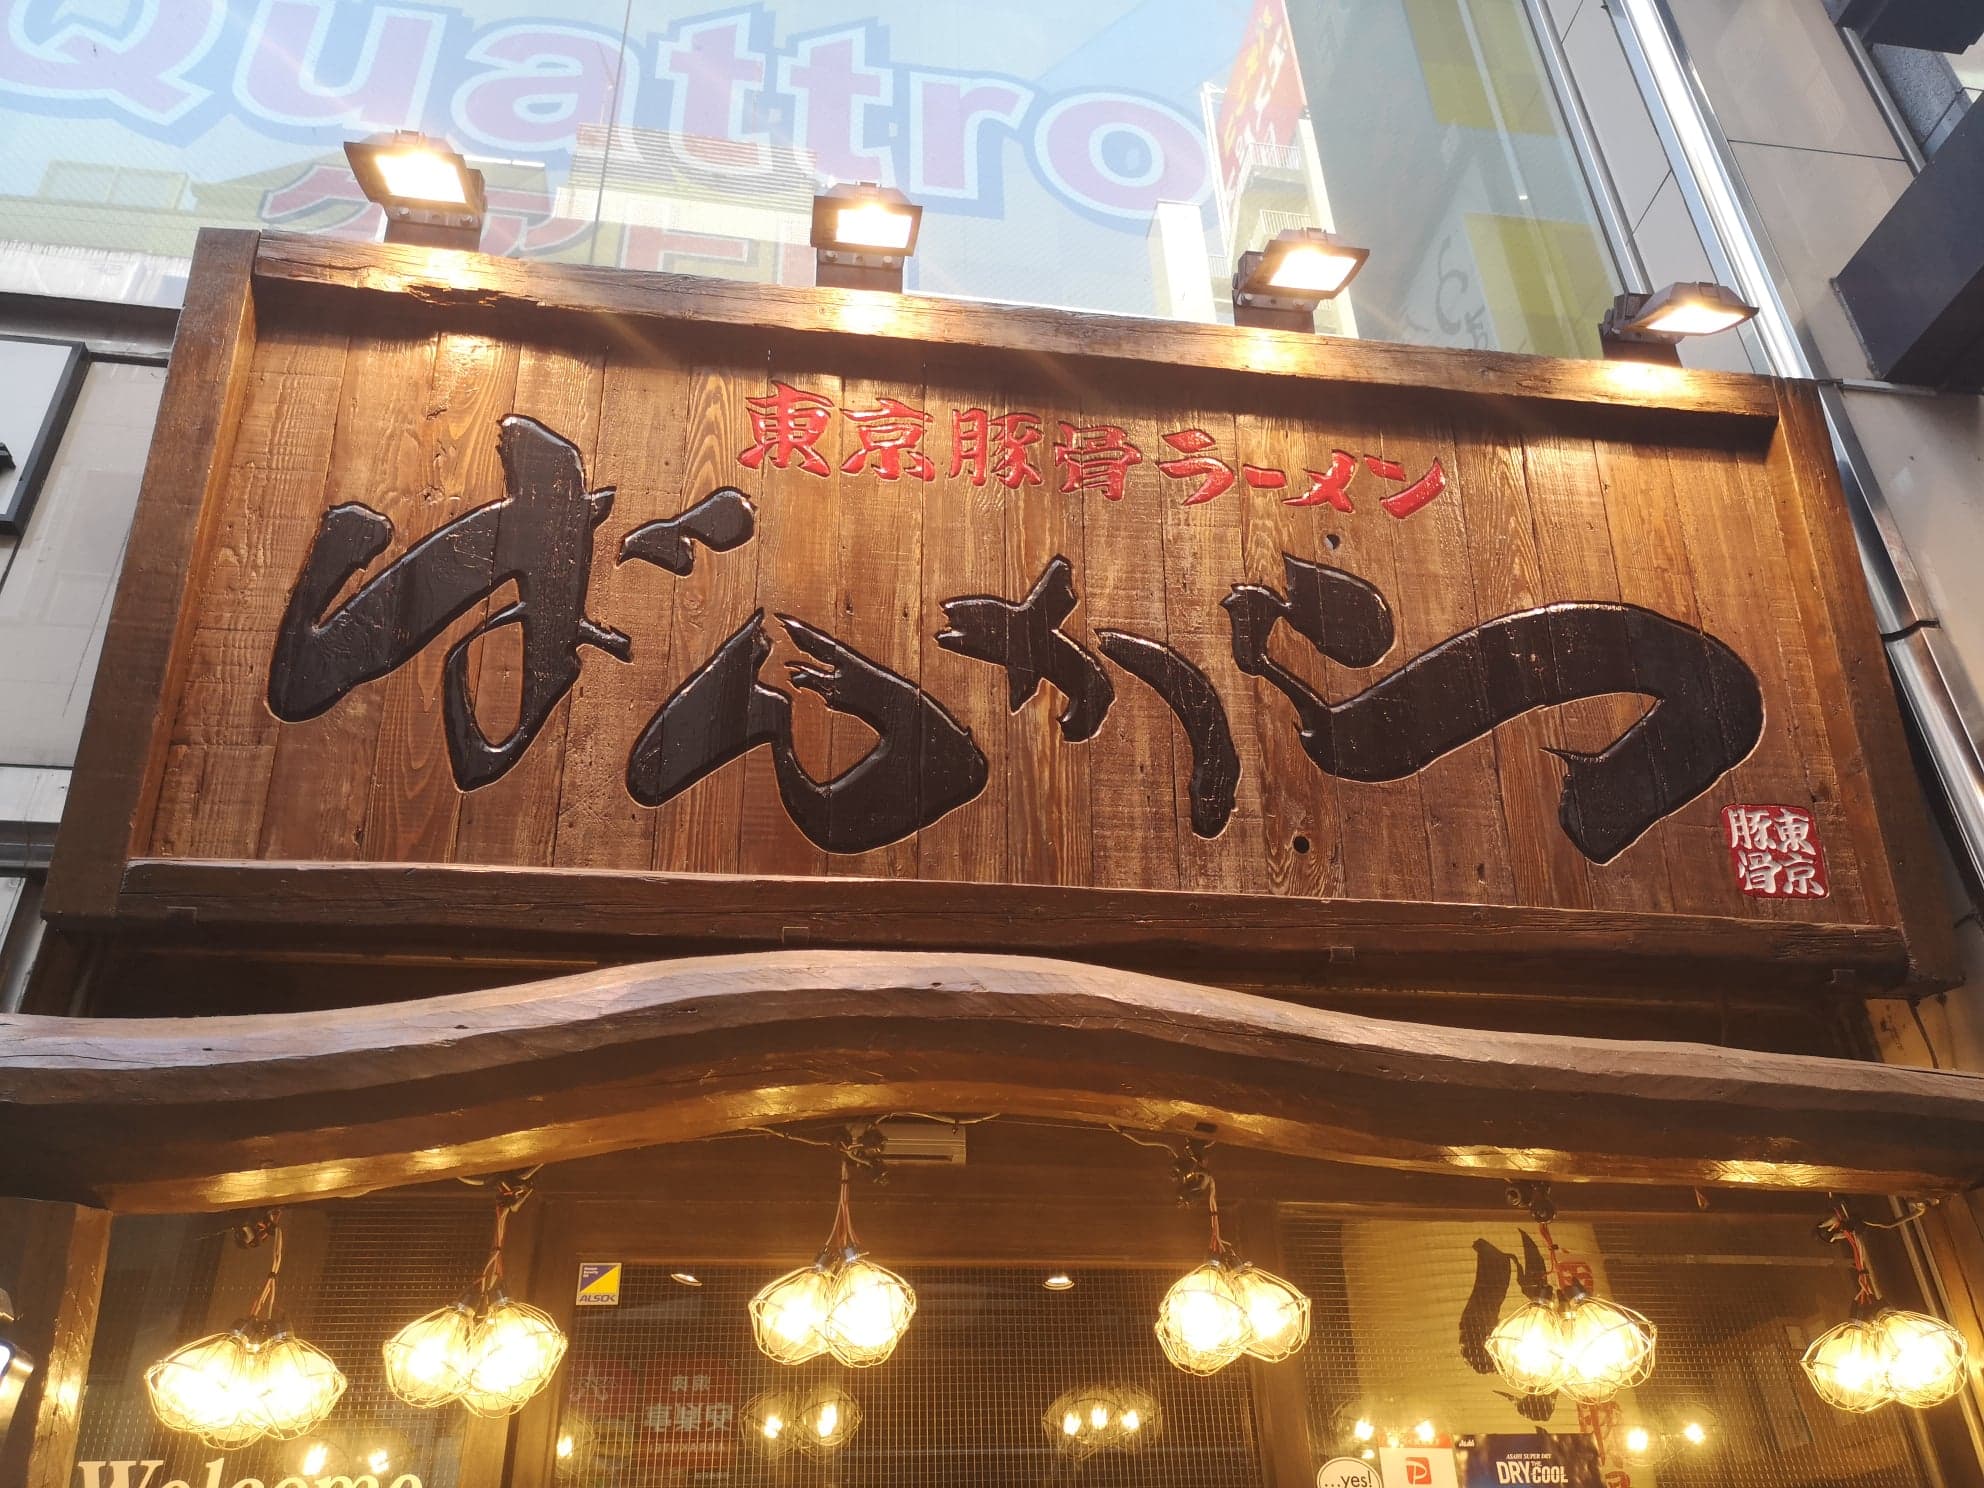 Quattro
東京豚骨ラーメン
ばんから
東京
豚骨
ALSOK
Welcome
...yes!
ASAHI SUPER DRY
THE
DRY COOL